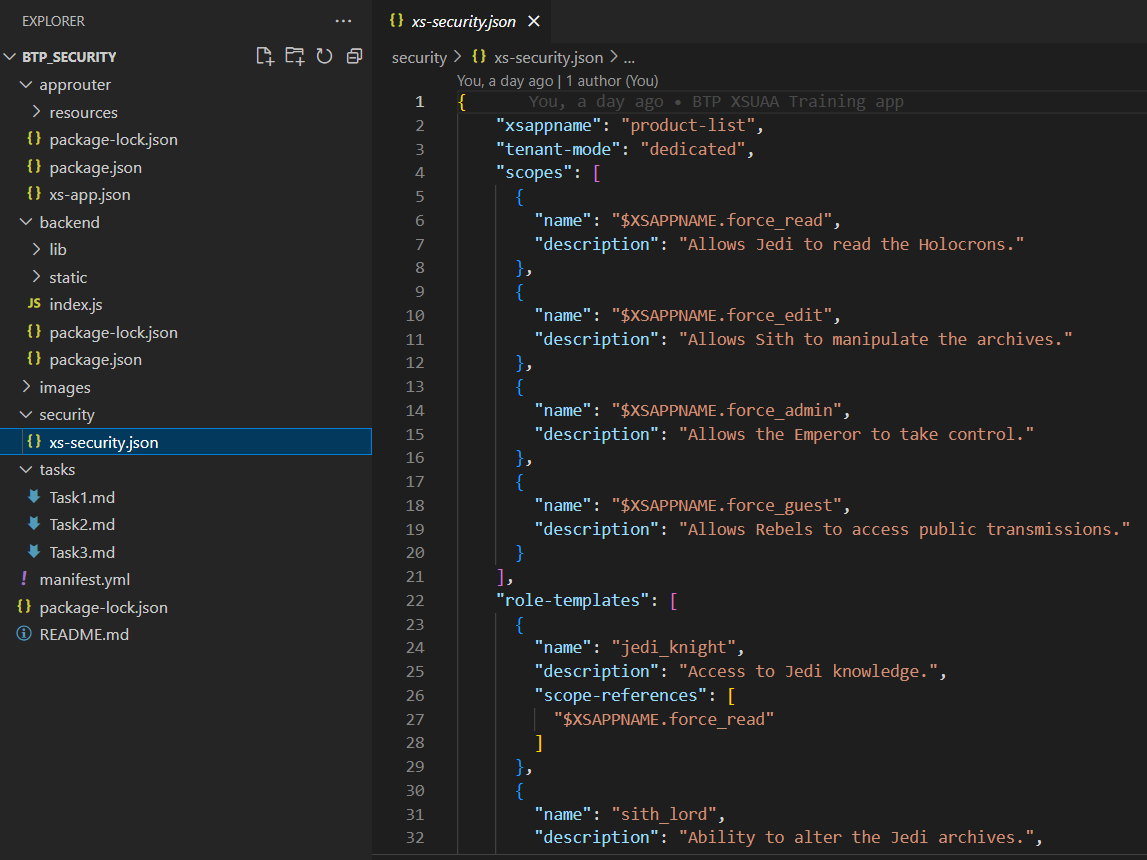 EXPLORER
BTP_SECURITY
approuter
resources
package-lock.json
package.json
xs-app.json
backend
lib
static
JS index.js
package-lock.json
package.json
images
security
{} xs-security.json
tasks
Task1.md
Task2.md
Task3.md
! manifest.yml
{} package-lock.json
README.md
{} xs-security.json
security > {} xs-security.json > ...
You, a day ago | 1 author (You)
1 { You, a day ago • BTP XSUAA Training app
2 "xsappname": "product-list",
3 "tenant-mode": "dedicated",
4 "scopes": [
5 {
6 "name": "$XSAPPNAME.force_read",
7 "description": "Allows Jedi to read the Holocrons."
8 },
9 {
10 "name": "$XSAPPNAME.force_edit",
11 "description": "Allows Sith to manipulate the archives."
12 },
13 {
14 "name": "$XSAPPNAME.force_admin",
15 "description": "Allows the Emperor to take control."
16 },
17 {
18 "name": "$XSAPPNAME.force_guest",
19 "description": "Allows Rebels to access public transmissions."
20 }
21 ],
22 "role-templates": [
23 {
24 "name": "jedi_knight",
25 "description": "Access to Jedi knowledge.",
26 "scope-references": [
27 "$XSAPPNAME.force_read"
28 ]
29 },
30 {
31 "name": "sith_lord",
32 "description": "Ability to alter the Jedi archives.",